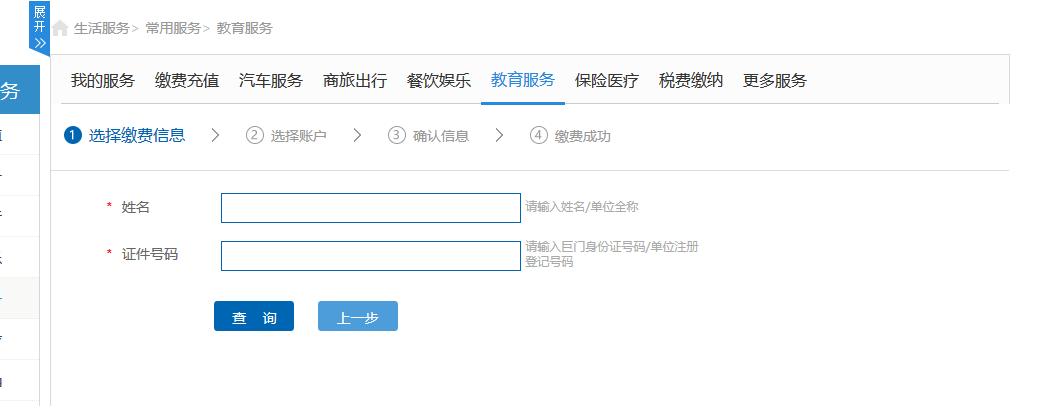 展
开
生活服务> 常用服务> 教育服务
务
我的服务 缴费充值 汽车服务 商旅出行 餐饮娱乐 教育服务 保险医疗 税费缴纳 更多服务
1 选择缴费信息 2 选择账户 3 确认信息 4 缴费成功
* 姓名 请输入姓名/单位全称
* 证件号码 请输入巨门身份证号码/单位注册
登记号码
查 询 上一步